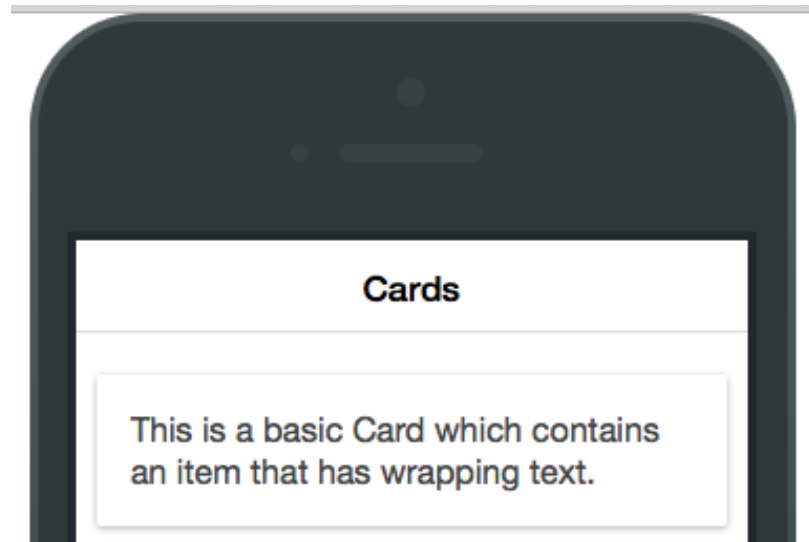 Cards
This is a basic Card which contains
an item that has wrapping text.